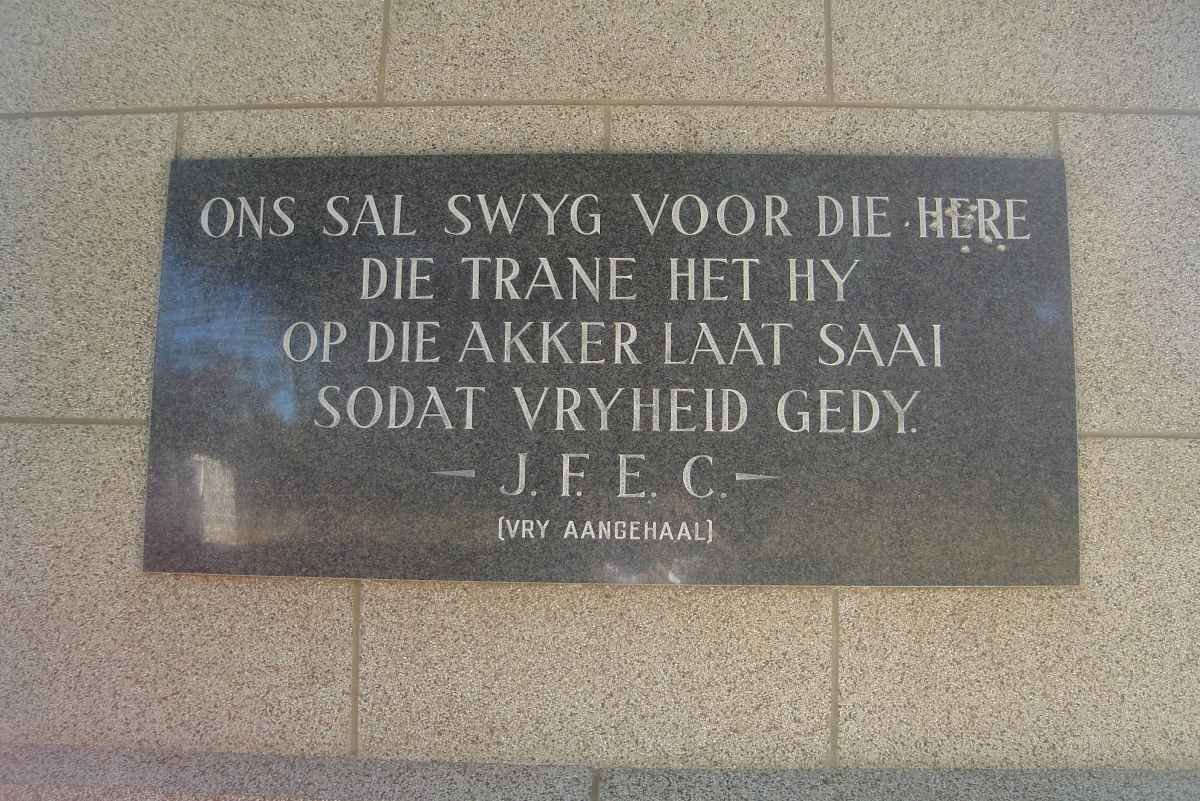 ONS SAL SWYG VOOR DIE HERE
DIE TRANE HET HY
OP DIE AKKER LAAT SAAI
SODAT VRYHEID GEDY.
- J. F. E. C. -
(VRY AANGEHAAL)